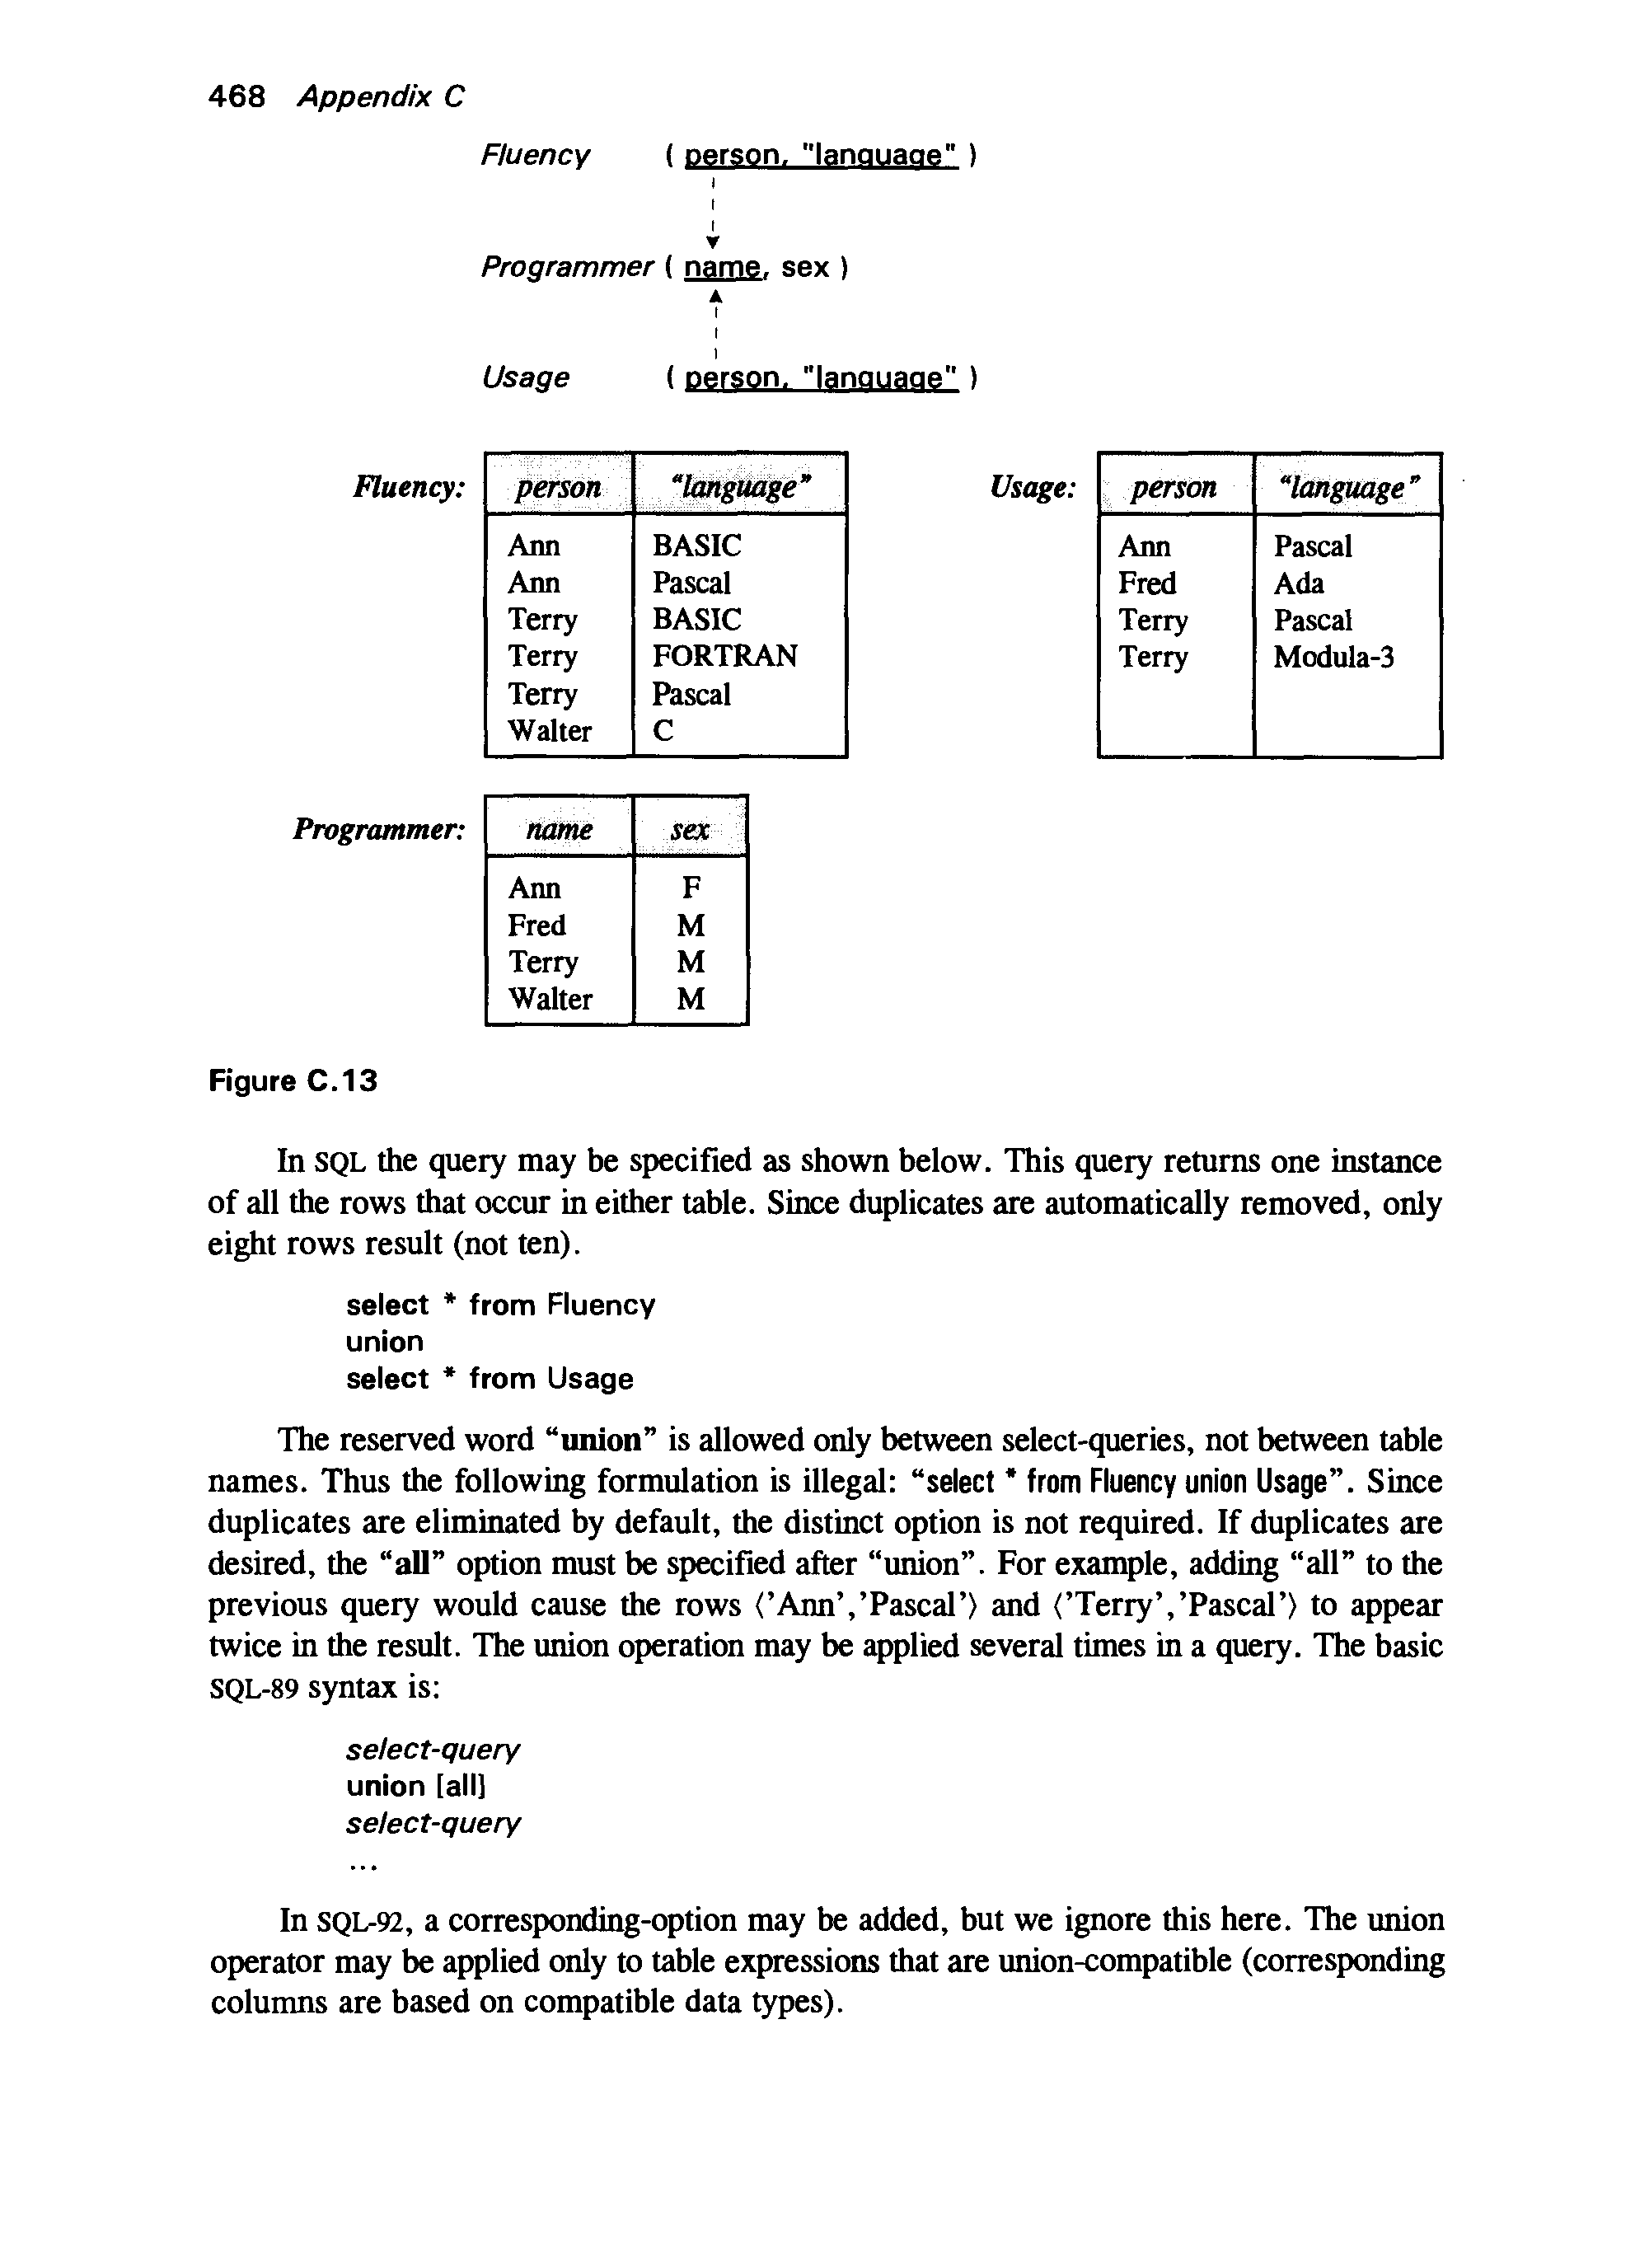 468 Appendix C
Fluency ( person, "language" )
Programmer ( name, sex )
Usage ( person, "language" )
Fluency: person "language" Usage: person "language"
Ann BASIC Ann Pascal
Ann Pascal Fred Ada
Terry BASIC Terry Pascal
Terry FORTRAN Terry Modula-3
Terry Pascal
Walter C
Programmer: name sex
Ann F
Fred M
Terry M
Walter M
Figure C.13
In SQL the query may be specified as shown below. This query returns one instance
of all the rows that occur in either table. Since duplicates are automatically removed, only
eight rows result (not ten).
select * from Fluency
union
select * from Usage
The reserved word “union” is allowed only between select-queries, not between table
names. Thus the following formulation is illegal: “select * from Fluency union Usage”. Since
duplicates are eliminated by default, the distinct option is not required. If duplicates are
desired, the “all” option must be specified after “union”. For example, adding “all” to the
previous query would cause the rows ⟨’Ann’,’Pascal’⟩ and ⟨’Terry’,’Pascal’⟩ to appear
twice in the result. The union operation may be applied several times in a query. The basic
SQL-89 syntax is:
select-query
union [all]
select-query
...
In SQL-92, a corresponding-option may be added, but we ignore this here. The union
operator may be applied only to table expressions that are union-compatible (corresponding
columns are based on compatible data types).